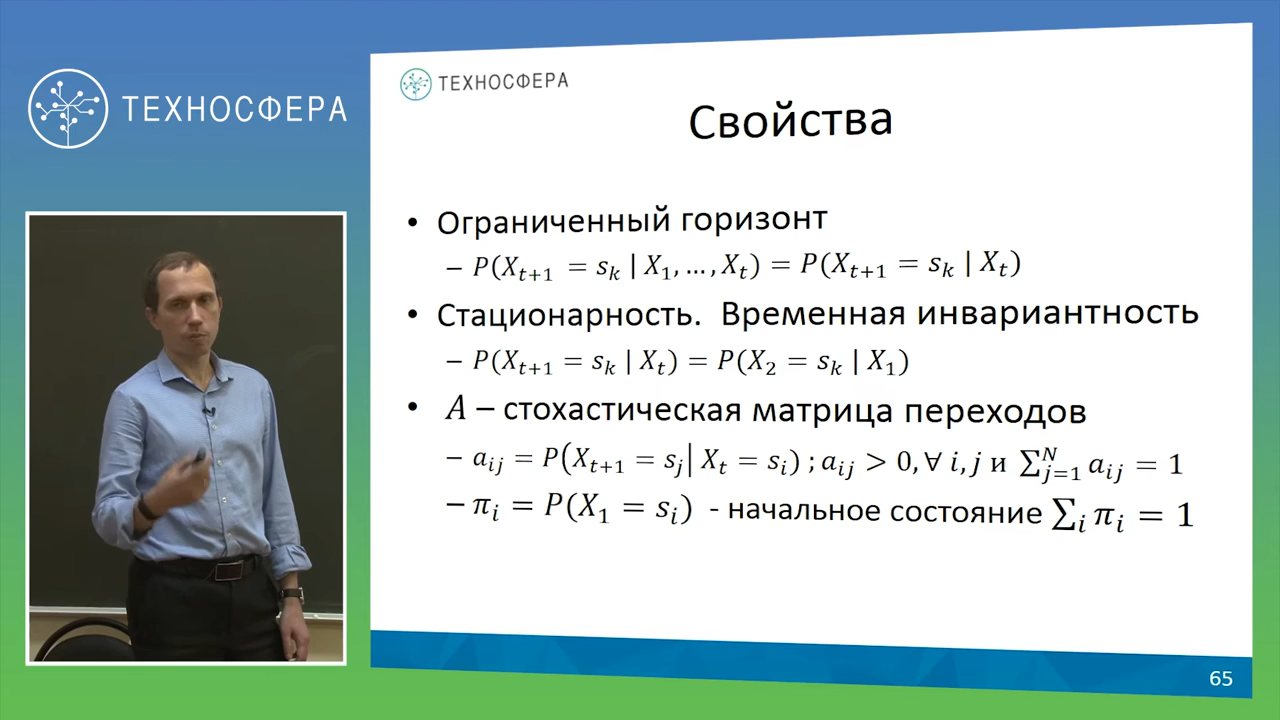 ТЕХНОСФЕРА
ТЕХНОСФЕРА
Свойства
• Ограниченный горизонт
– P(X_{t+1} = s_k | X_1, …, X_t) = P(X_{t+1} = s_k | X_t)
• Стационарность. Временная инвариантность
– P(X_{t+1} = s_k | X_t) = P(X_2 = s_k | X_1)
• A – стохастическая матрица переходов
– a_{ij} = P(X_{t+1} = s_j | X_t = s_i) ; a_{ij} > 0, ∀ i, j и ∑_{j=1}^{N} a_{ij} = 1
– π_i = P(X_1 = s_i) - начальное состояние ∑_i π_i = 1
65